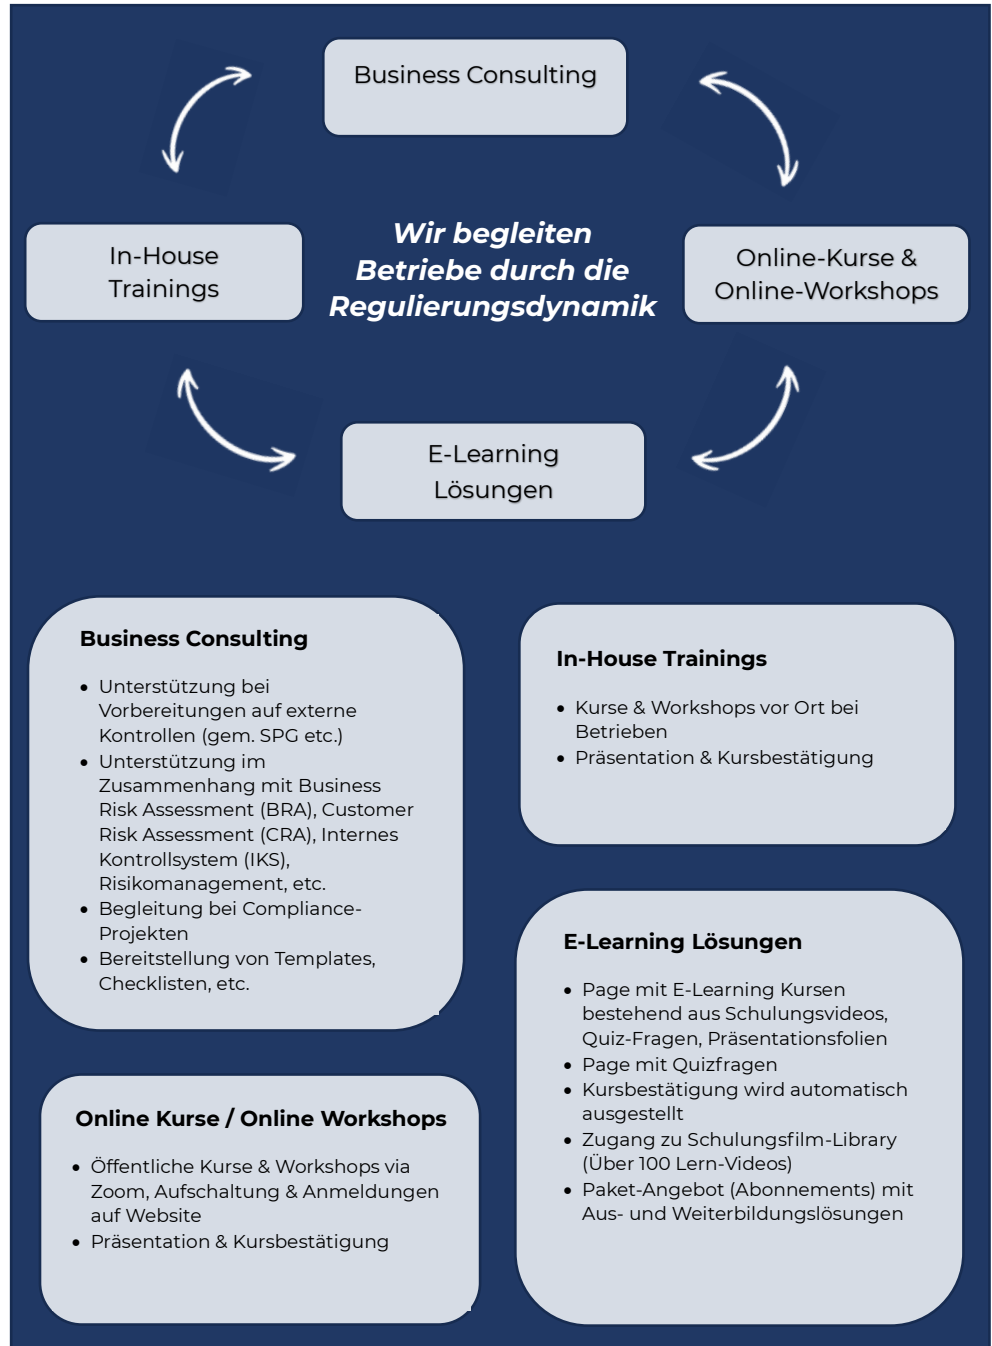 Business Consulting
In-House
Trainings
Wir begleiten
Betriebe durch die
Regulierungsdynamik
Online-Kurse &
Online-Workshops
E-Learning
Lösungen
Business Consulting
• Unterstützung bei
Vorbereitungen auf externe
Kontrollen (gem. SPG etc.)
• Unterstützung im
Zusammenhang mit Business
Risk Assessment (BRA), Customer
Risk Assessment (CRA), Internes
Kontrollsystem (IKS),
Risikomanagement, etc.
• Begleitung bei Compliance-
Projekten
• Bereitstellung von Templates,
Checklisten, etc.
In-House Trainings
• Kurse & Workshops vor Ort bei
Betrieben
• Präsentation & Kursbestätigung
Online Kurse / Online Workshops
• Öffentliche Kurse & Workshops via
Zoom, Aufschaltung & Anmeldungen
auf Website
• Präsentation & Kursbestätigung
E-Learning Lösungen
• Page mit E-Learning Kursen
bestehend aus Schulungsvideos,
Quiz-Fragen, Präsentationsfolien
• Page mit Quizfragen
• Kursbestätigung wird automatisch
ausgestellt
• Zugang zu Schulungsfilm-Library
(Über 100 Lern-Videos)
• Paket-Angebot (Abonnements) mit
Aus- und Weiterbildungslösungen